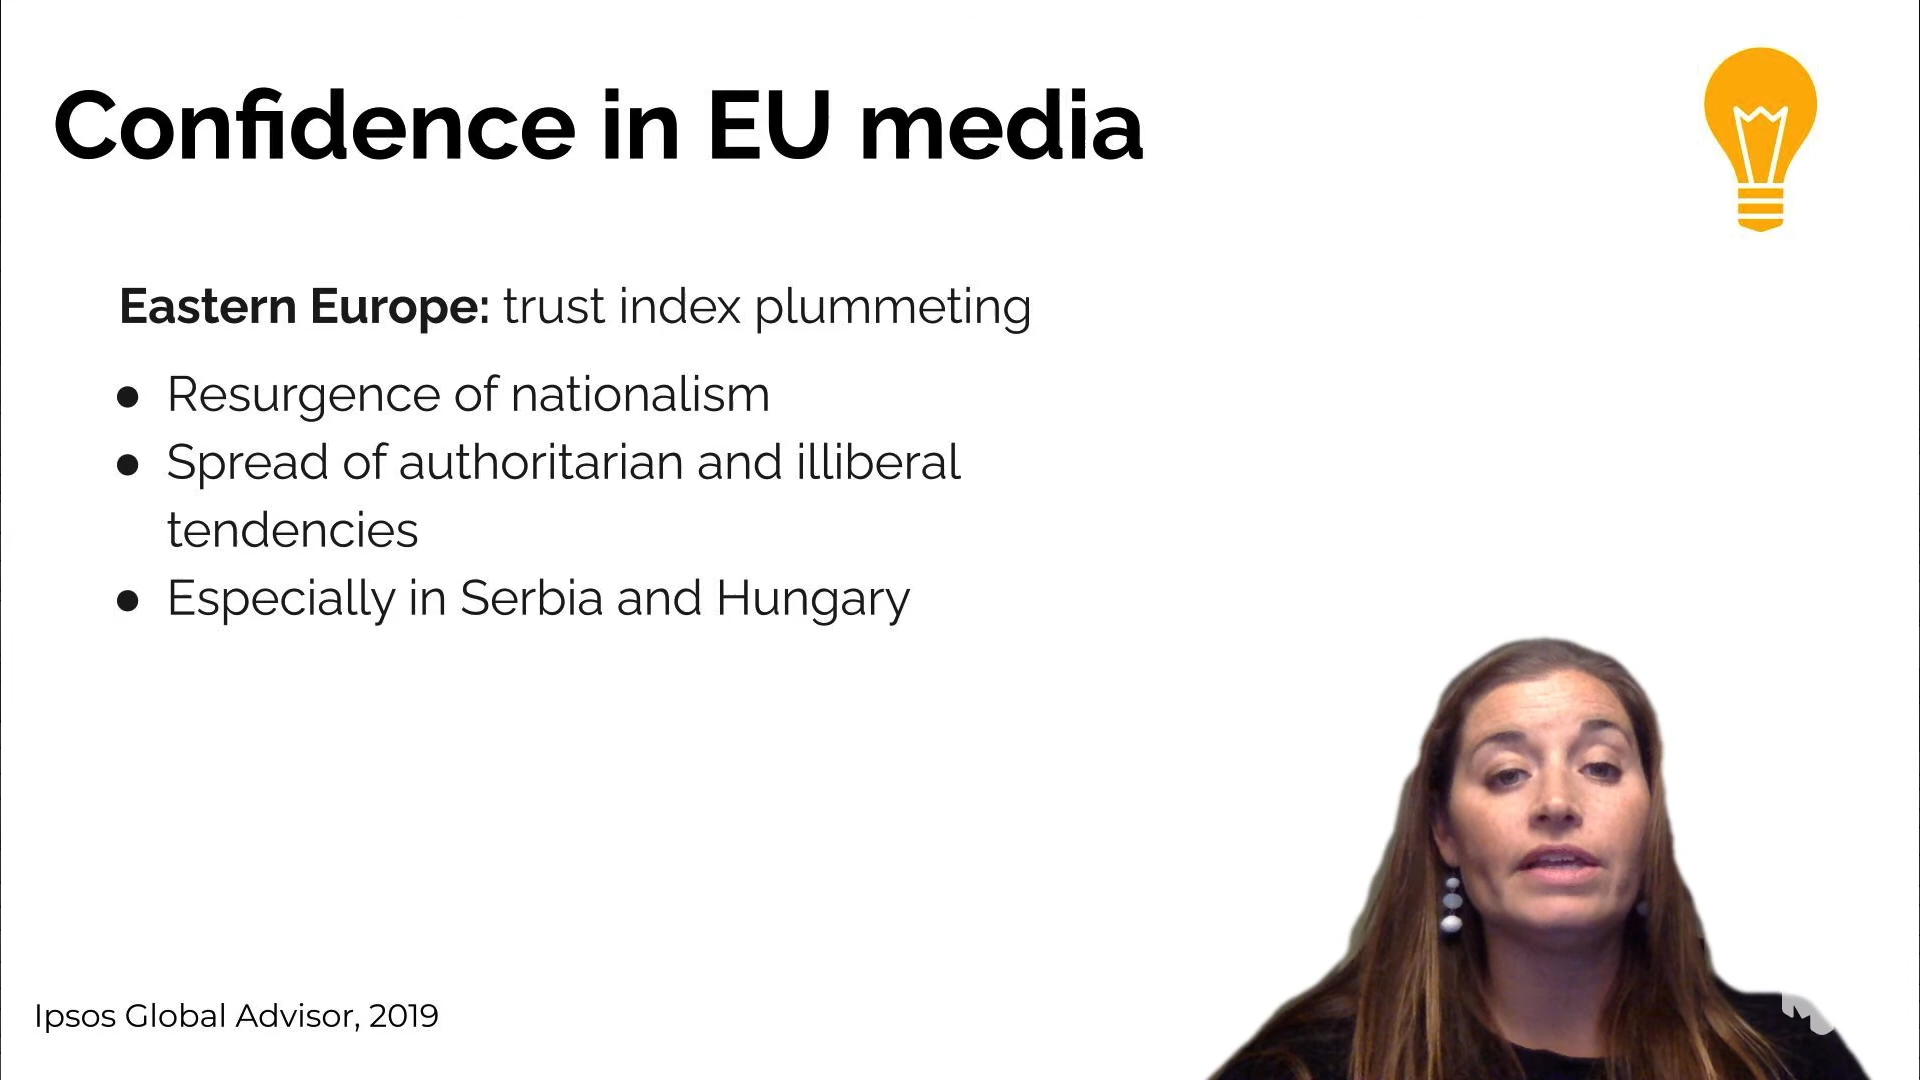 Confidence in EU media
Eastern Europe: trust index plummeting
● Resurgence of nationalism
● Spread of authoritarian and illiberal
tendencies
● Especially in Serbia and Hungary
Ipsos Global Advisor, 2019